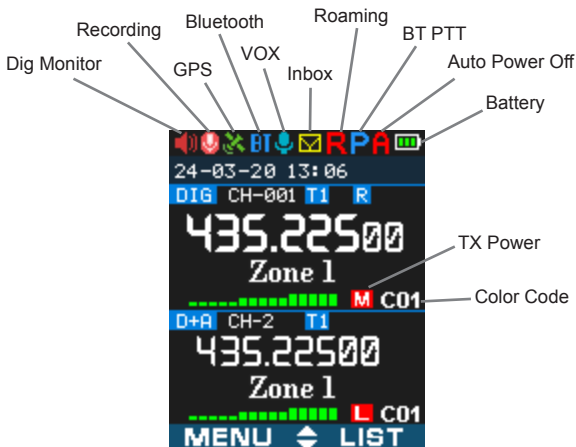 Roaming
Bluetooth
Recording
BT PTT
VOX
Dig Monitor
GPS
Auto Power Off
Inbox
Battery
BT R P A
24-03-20 13:06
DIG CH-001 T1 R
435.22500
Zone 1
TX Power
M C01
Color Code
D+A CH-2 T1
435.22500
Zone 1
L C01
MENU LIST